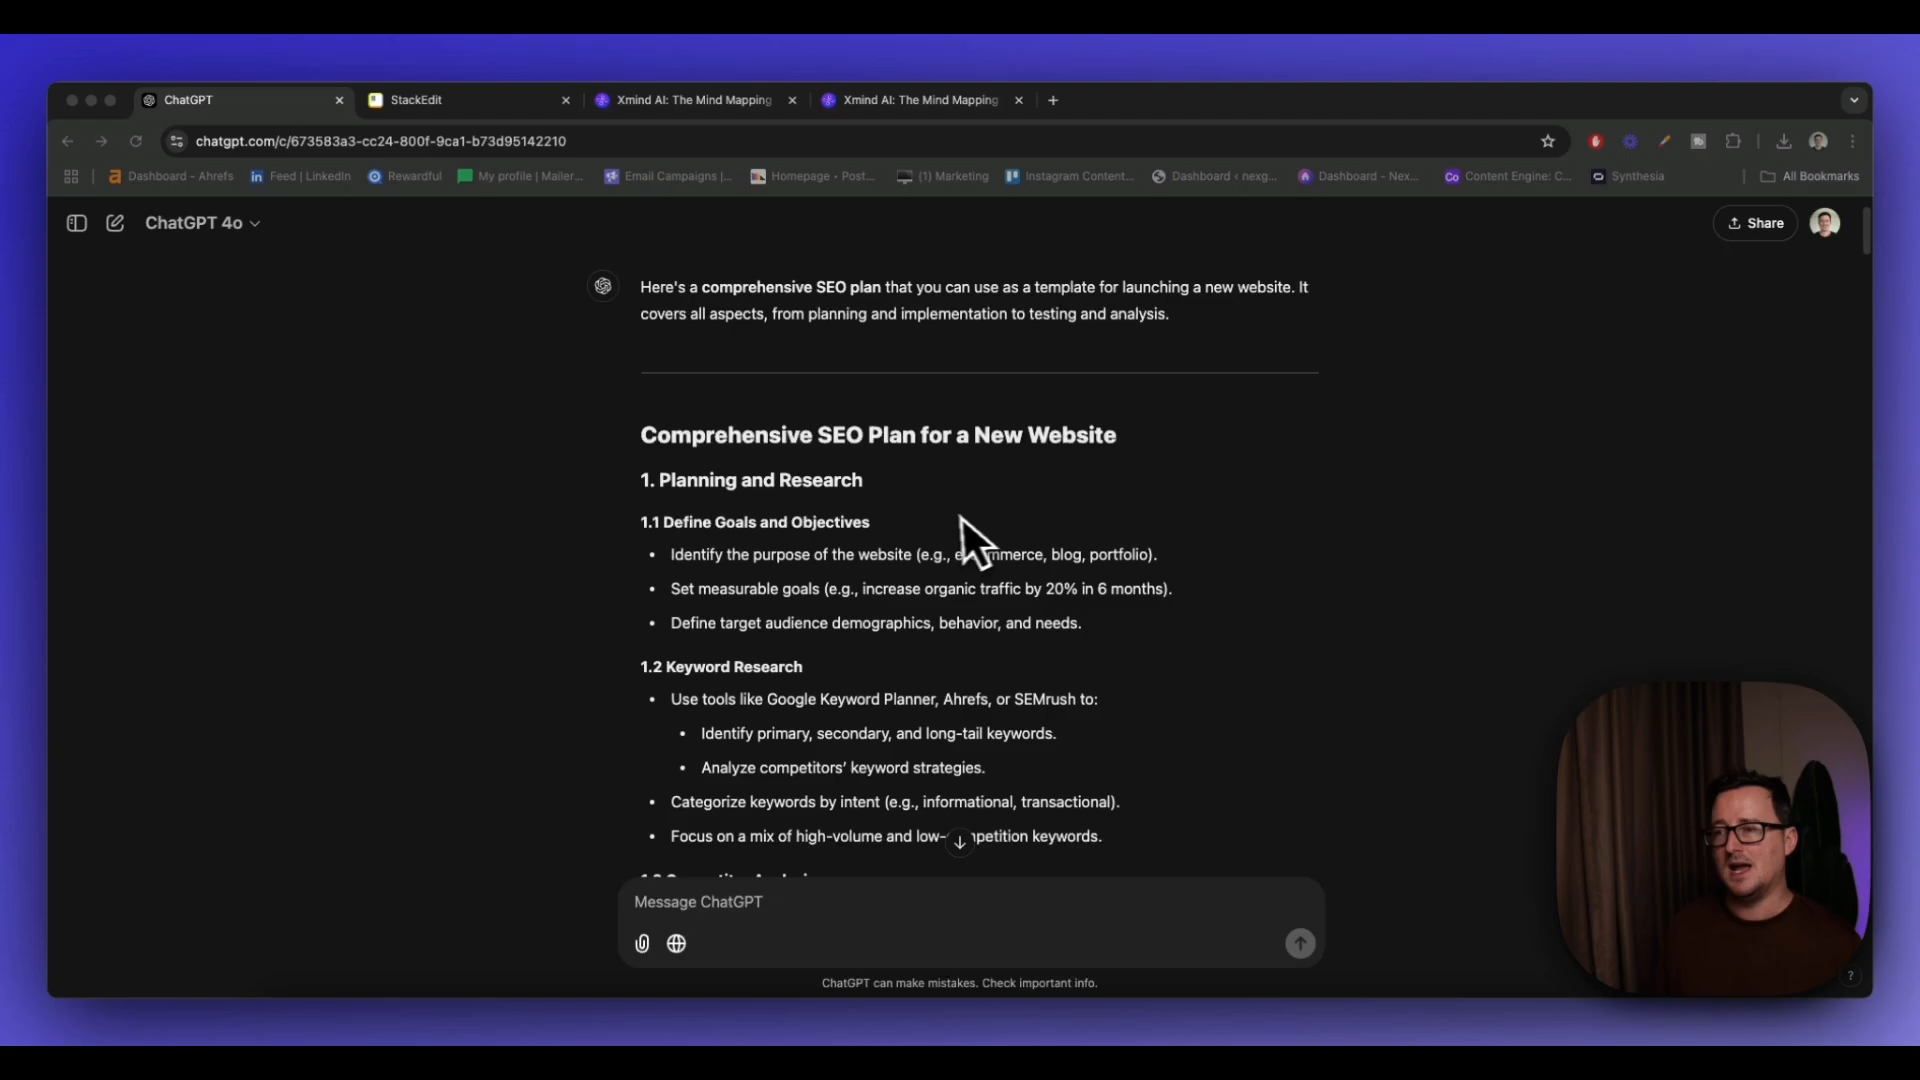 ChatGPT
StackEdit
Xmind AI: The Mind Mapping
Xmind AI: The Mind Mapping
chatgpt.com/c/673583a3-cc24-800f-9ca1-b73d95142210
Dashboard - Ahrefs
Feed | LinkedIn
Rewardful
My profile | Mailer...
Email Campaigns |...
Homepage • Post...
(1) Marketing
Instagram Content...
Dashboard ‹ nexg...
Dashboard - Nex...
Co Content Engine: C...
Synthesia
All Bookmarks
ChatGPT 4o
Share
Here's a comprehensive SEO plan that you can use as a template for launching a new website. It
covers all aspects, from planning and implementation to testing and analysis.
Comprehensive SEO Plan for a New Website
1. Planning and Research
1.1 Define Goals and Objectives
• Identify the purpose of the website (e.g., blog, portfolio).
• Set measurable goals (e.g., increase organic traffic by 20% in 6 months).
• Define target audience demographics, behavior, and needs.
1.2 Keyword Research
• Use tools like Google Keyword Planner, Ahrefs, or SEMrush to:
• Identify primary, secondary, and long-tail keywords.
• Analyze competitors' keyword strategies.
• Categorize keywords by intent (e.g., informational, transactional).
• Focus on a mix of high-volume and low- keywords.
Message ChatGPT
ChatGPT can make mistakes. Check important info.
?